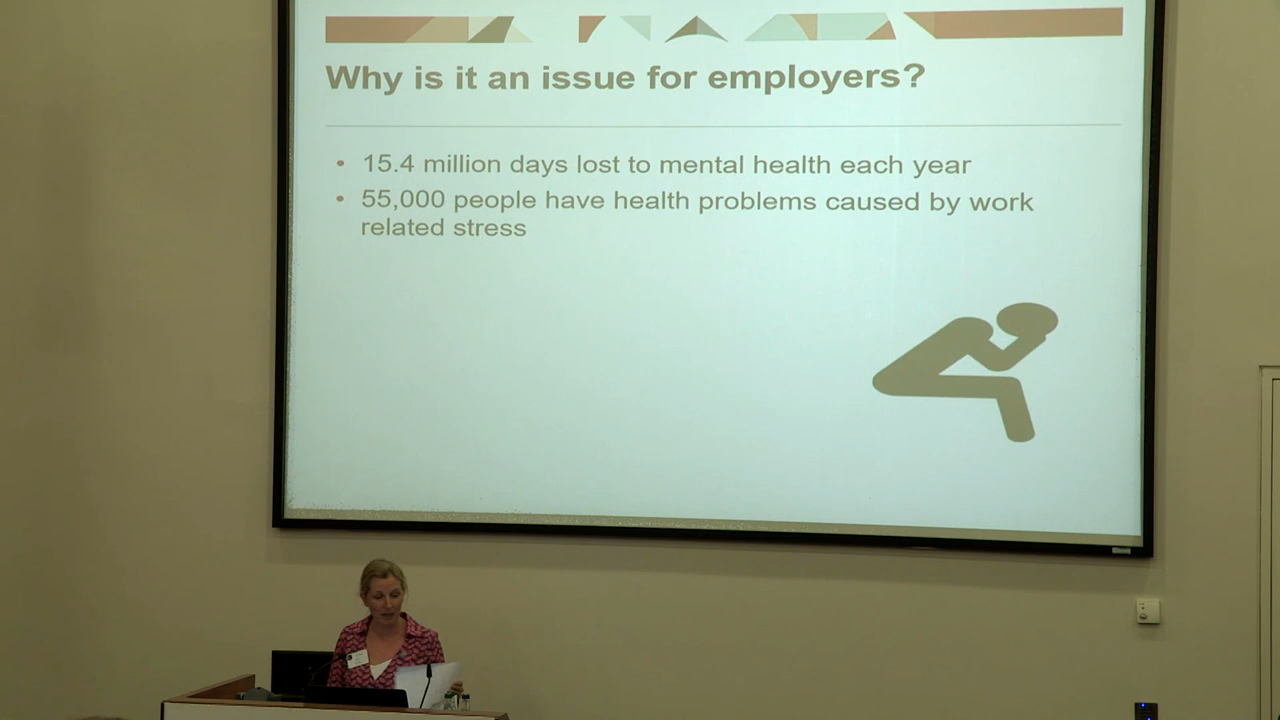 Why is it an issue for employers?
• 15.4 million days lost to mental health each year
• 55,000 people have health problems caused by work
related stress